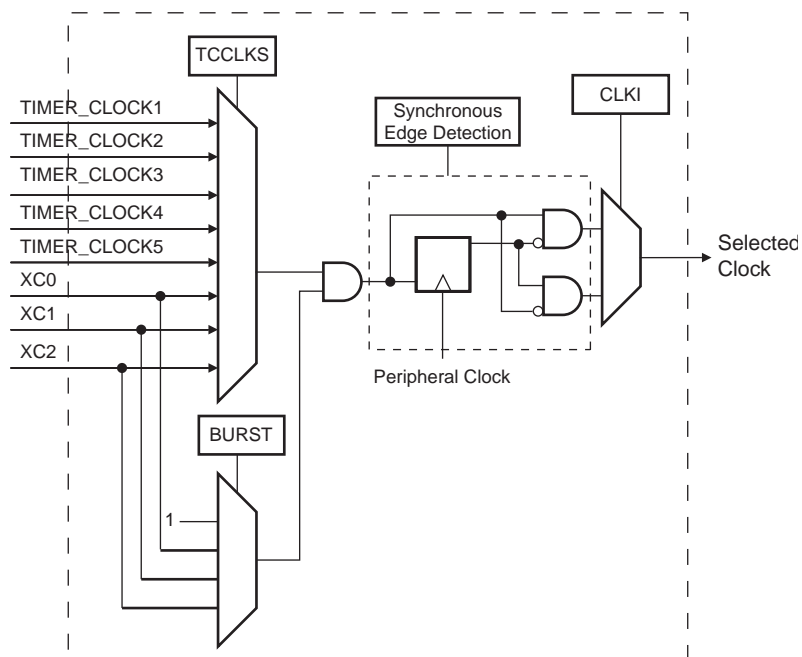 TCCLKS
TIMER_CLOCK1
TIMER_CLOCK2
TIMER_CLOCK3
TIMER_CLOCK4
TIMER_CLOCK5
XC0
XC1
XC2
Synchronous
Edge Detection
CLKI
Selected
Clock
Peripheral Clock
BURST
1